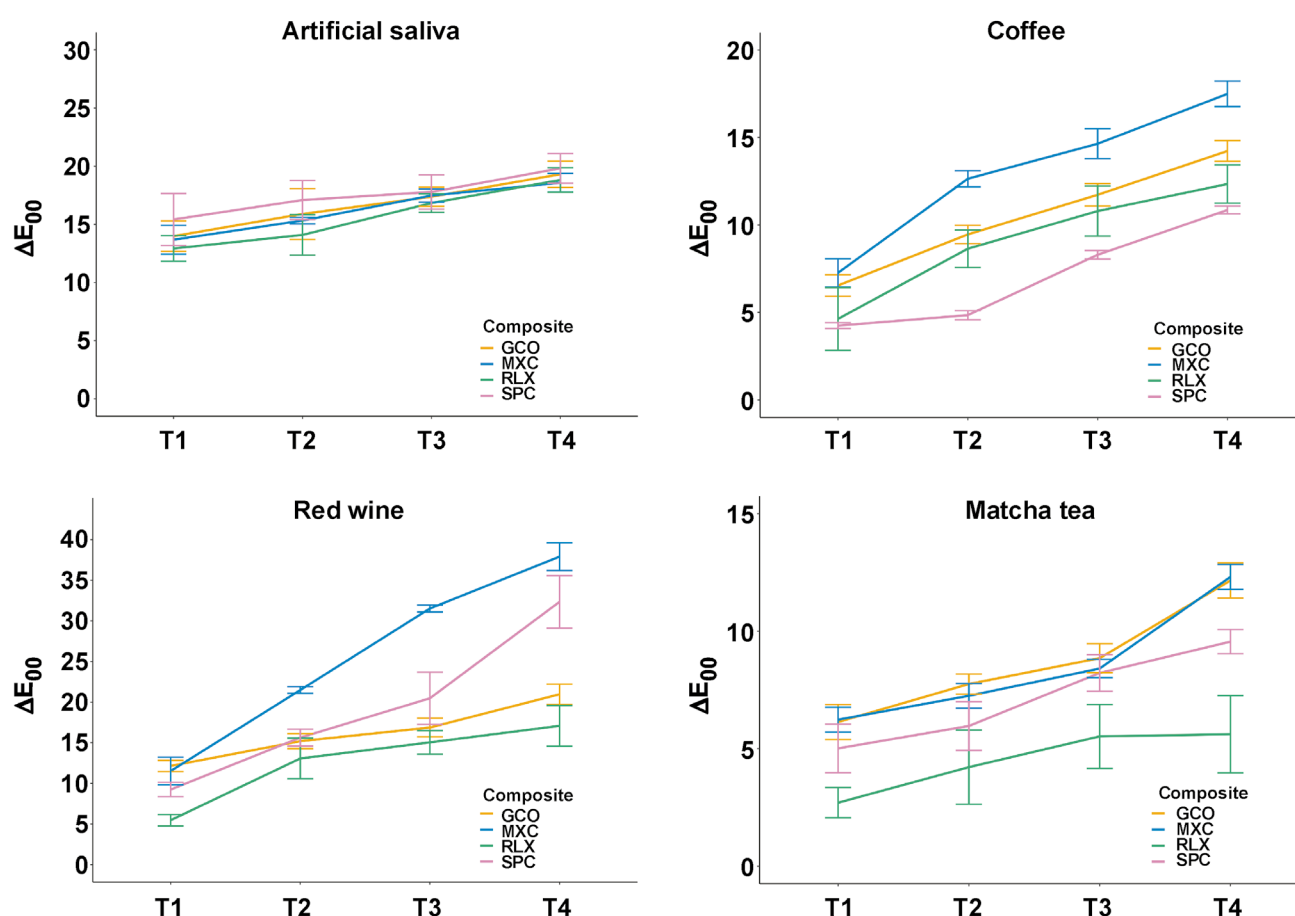 Artificial saliva
30
25
20
15
10
5
0
ΔE00
Composite
GCO
MXC
RLX
SPC
T1 T2 T3 T4
Coffee
20
15
10
5
0
ΔE00
Composite
GCO
MXC
RLX
SPC
T1 T2 T3 T4
Red wine
40
35
30
25
20
15
10
5
0
ΔE00
Composite
GCO
MXC
RLX
SPC
T1 T2 T3 T4
Matcha tea
15
10
5
0
ΔE00
Composite
GCO
MXC
RLX
SPC
T1 T2 T3 T4